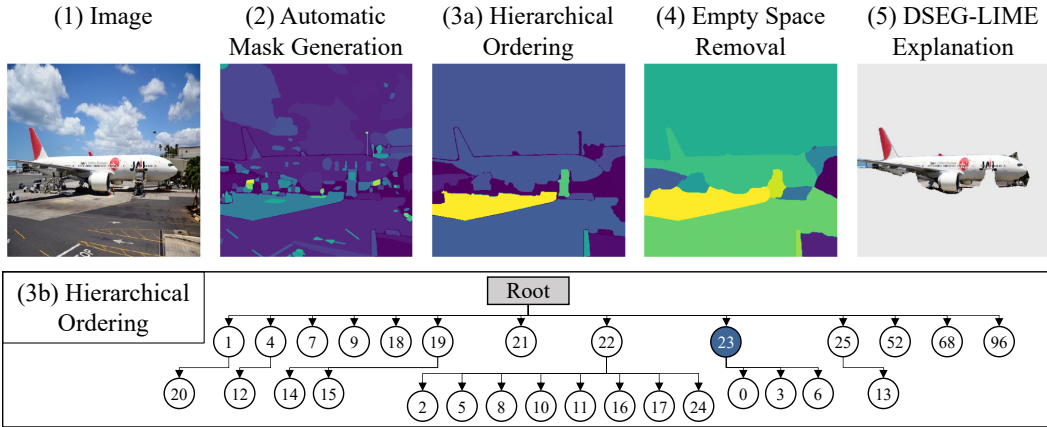 (1) Image
(2) Automatic
Mask Generation
(3a) Hierarchical
Ordering
(4) Empty Space
Removal
(5) DSEG-LIME
Explanation
JAL
JAL
(3b) Hierarchical
Ordering
Root
1 4 7 9 18 19 21 22 23 25 52 68 96
20 12 14 15 2 5 8 10 11 16 17 24 0 3 6 13